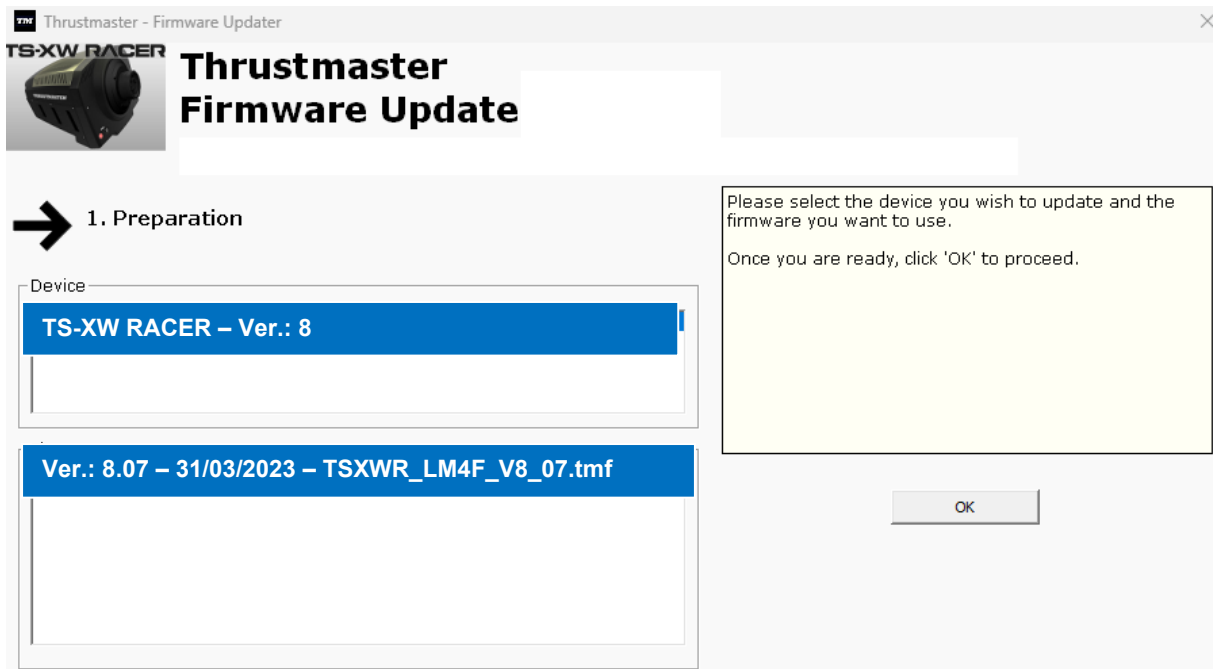 Thrustmaster - Firmware Updater
TS-XW RACER
Thrustmaster
Firmware Update
1. Preparation
Please select the device you wish to update and the
firmware you want to use.
Once you are ready, click 'OK' to proceed.
Device
TS-XW RACER – Ver.: 8
Ver.: 8.07 – 31/03/2023 – TSXWR_LM4F_V8_07.tmf
OK